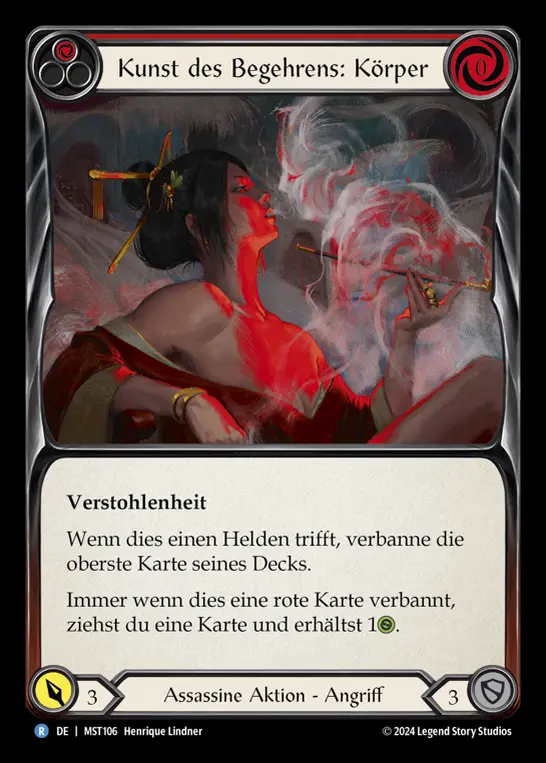 Kunst des Begehrens: Körper
0
Verstohlenheit
Wenn dies einen Helden trifft, verbanne die
oberste Karte seines Decks.
Immer wenn dies eine rote Karte verbannt,
ziehst du eine Karte und erhältst 1.
3 Assassine Aktion - Angriff 3
R DE | MST106 Henrique Lindner © 2024 Legend Story Studios